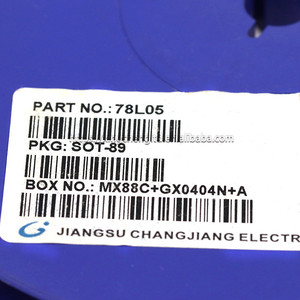 PART NO.: 78L05
PKG: SOT-89
BOX NO.: MX88C+GX0404N+A
JIANGSU CHANGJIANG ELECTR